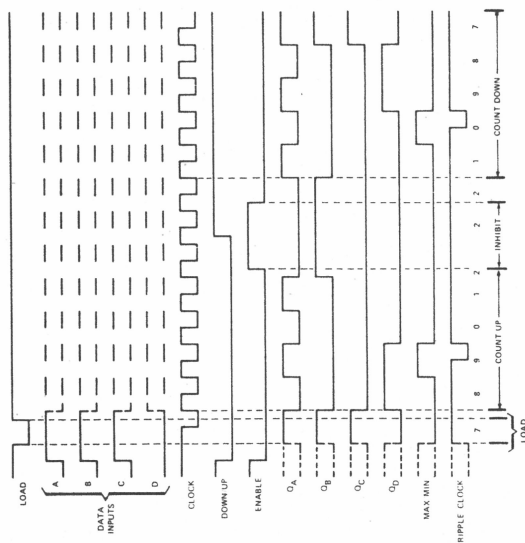 LOAD
A
B
C
D
DATA
INPUTS
CLOCK
DOWN UP
ENABLE
QA
QB
QC
QD
MAX MIN
RIPPLE CLOCK
7 8 9 0 1 2 2 2 1 0 9 8 7
COUNT UP
INHIBIT
COUNT DOWN
LOAD